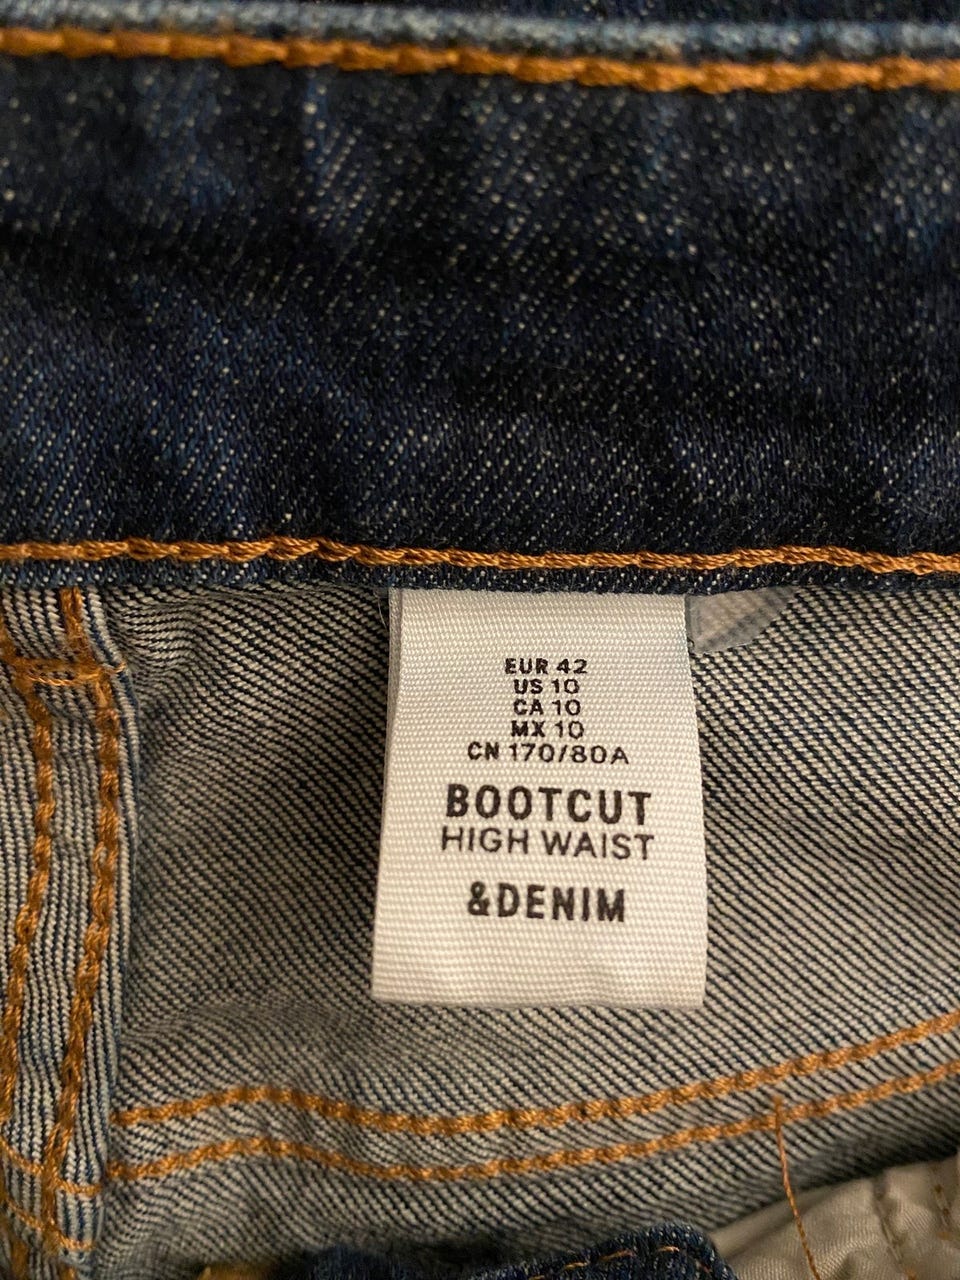 EUR 42
US 10
CA 10
MX 10
CN 170/80A
BOOTCUT
HIGH WAIST
&DENIM